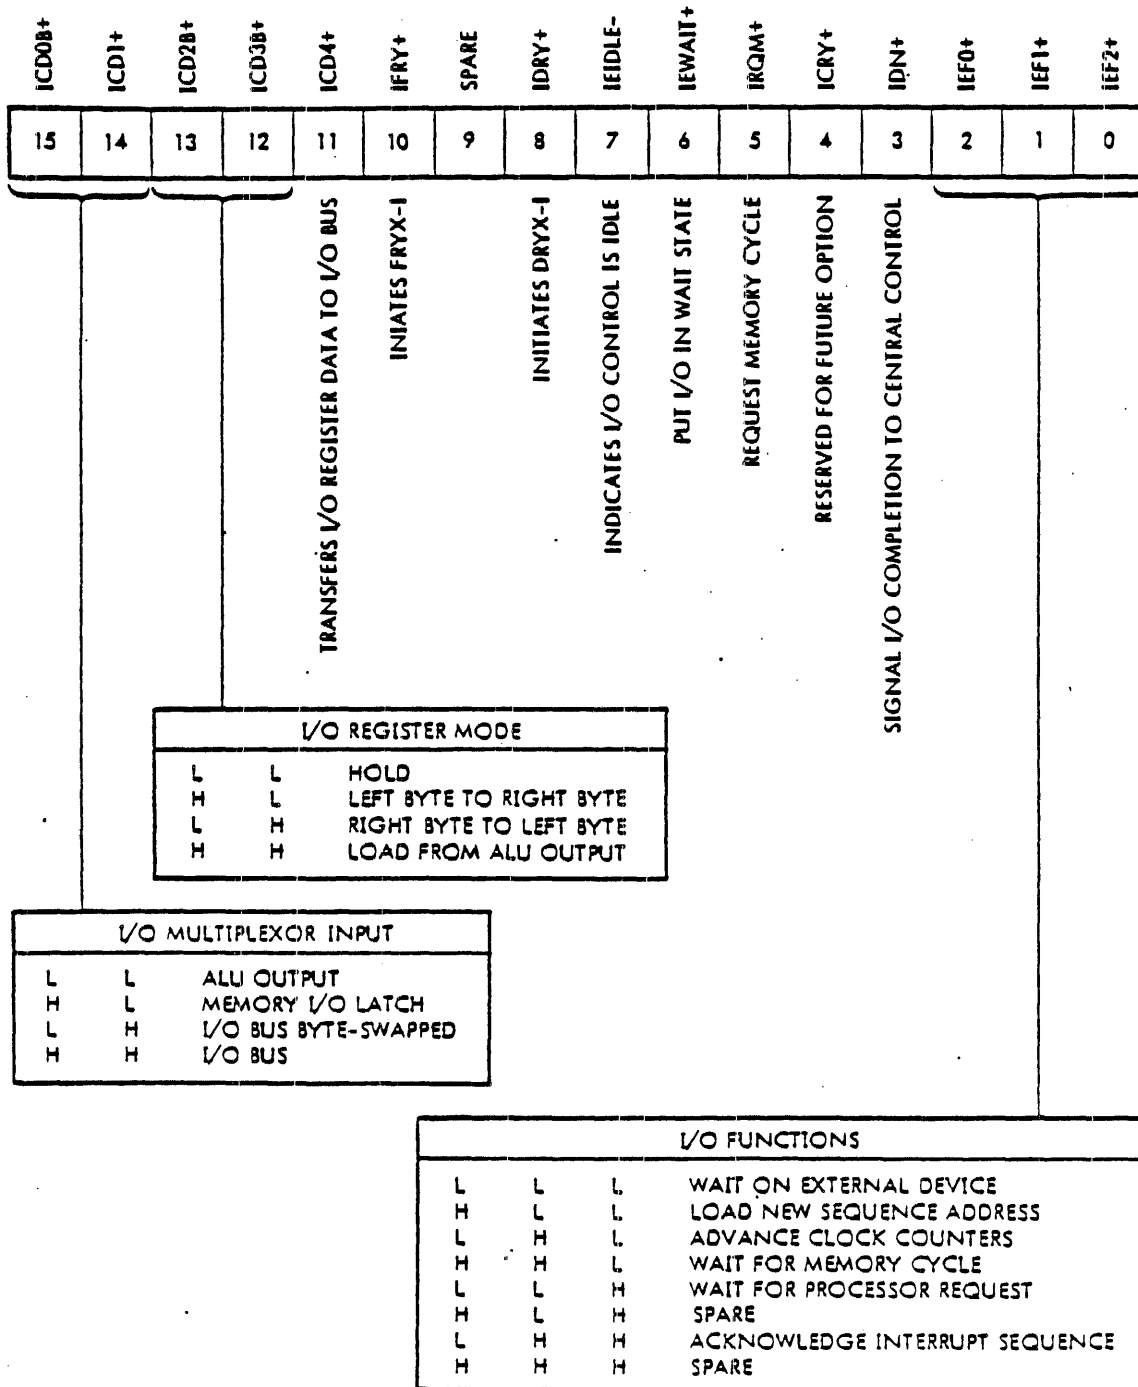 ICD0B+ ICD1+ ICD2B+ ICD3B+ ICD4+ IFRY+ SPARE IDRY+ IEIDLE- IEWAIT+ IRQM+ ICRY+ IDN+ IEF0+ IEF1+ IEF2+
15 14 13 12 11 10 9 8 7 6 5 4 3 2 1 0
TRANSFERS I/O REGISTER DATA TO I/O BUS
INIATES FRYX-I
INITIATES DRYX-I
INDICATES I/O CONTROL IS IDLE
PUT I/O IN WAIT STATE
REQUEST MEMORY CYCLE
RESERVED FOR FUTURE OPTION
SIGNAL I/O COMPLETION TO CENTRAL CONTROL
I/O REGISTER MODE
L L HOLD
H L LEFT BYTE TO RIGHT BYTE
L H RIGHT BYTE TO LEFT BYTE
H H LOAD FROM ALU OUTPUT
I/O MULTIPLEXOR INPUT
L L ALU OUTPUT
H L MEMORY I/O LATCH
L H I/O BUS BYTE-SWAPPED
H H I/O BUS
I/O FUNCTIONS
L L L WAIT ON EXTERNAL DEVICE
H L L LOAD NEW SEQUENCE ADDRESS
L H L ADVANCE CLOCK COUNTERS
H H L WAIT FOR MEMORY CYCLE
L L H WAIT FOR PROCESSOR REQUEST
H L H SPARE
L H H ACKNOWLEDGE INTERRUPT SEQUENCE
H H H SPARE